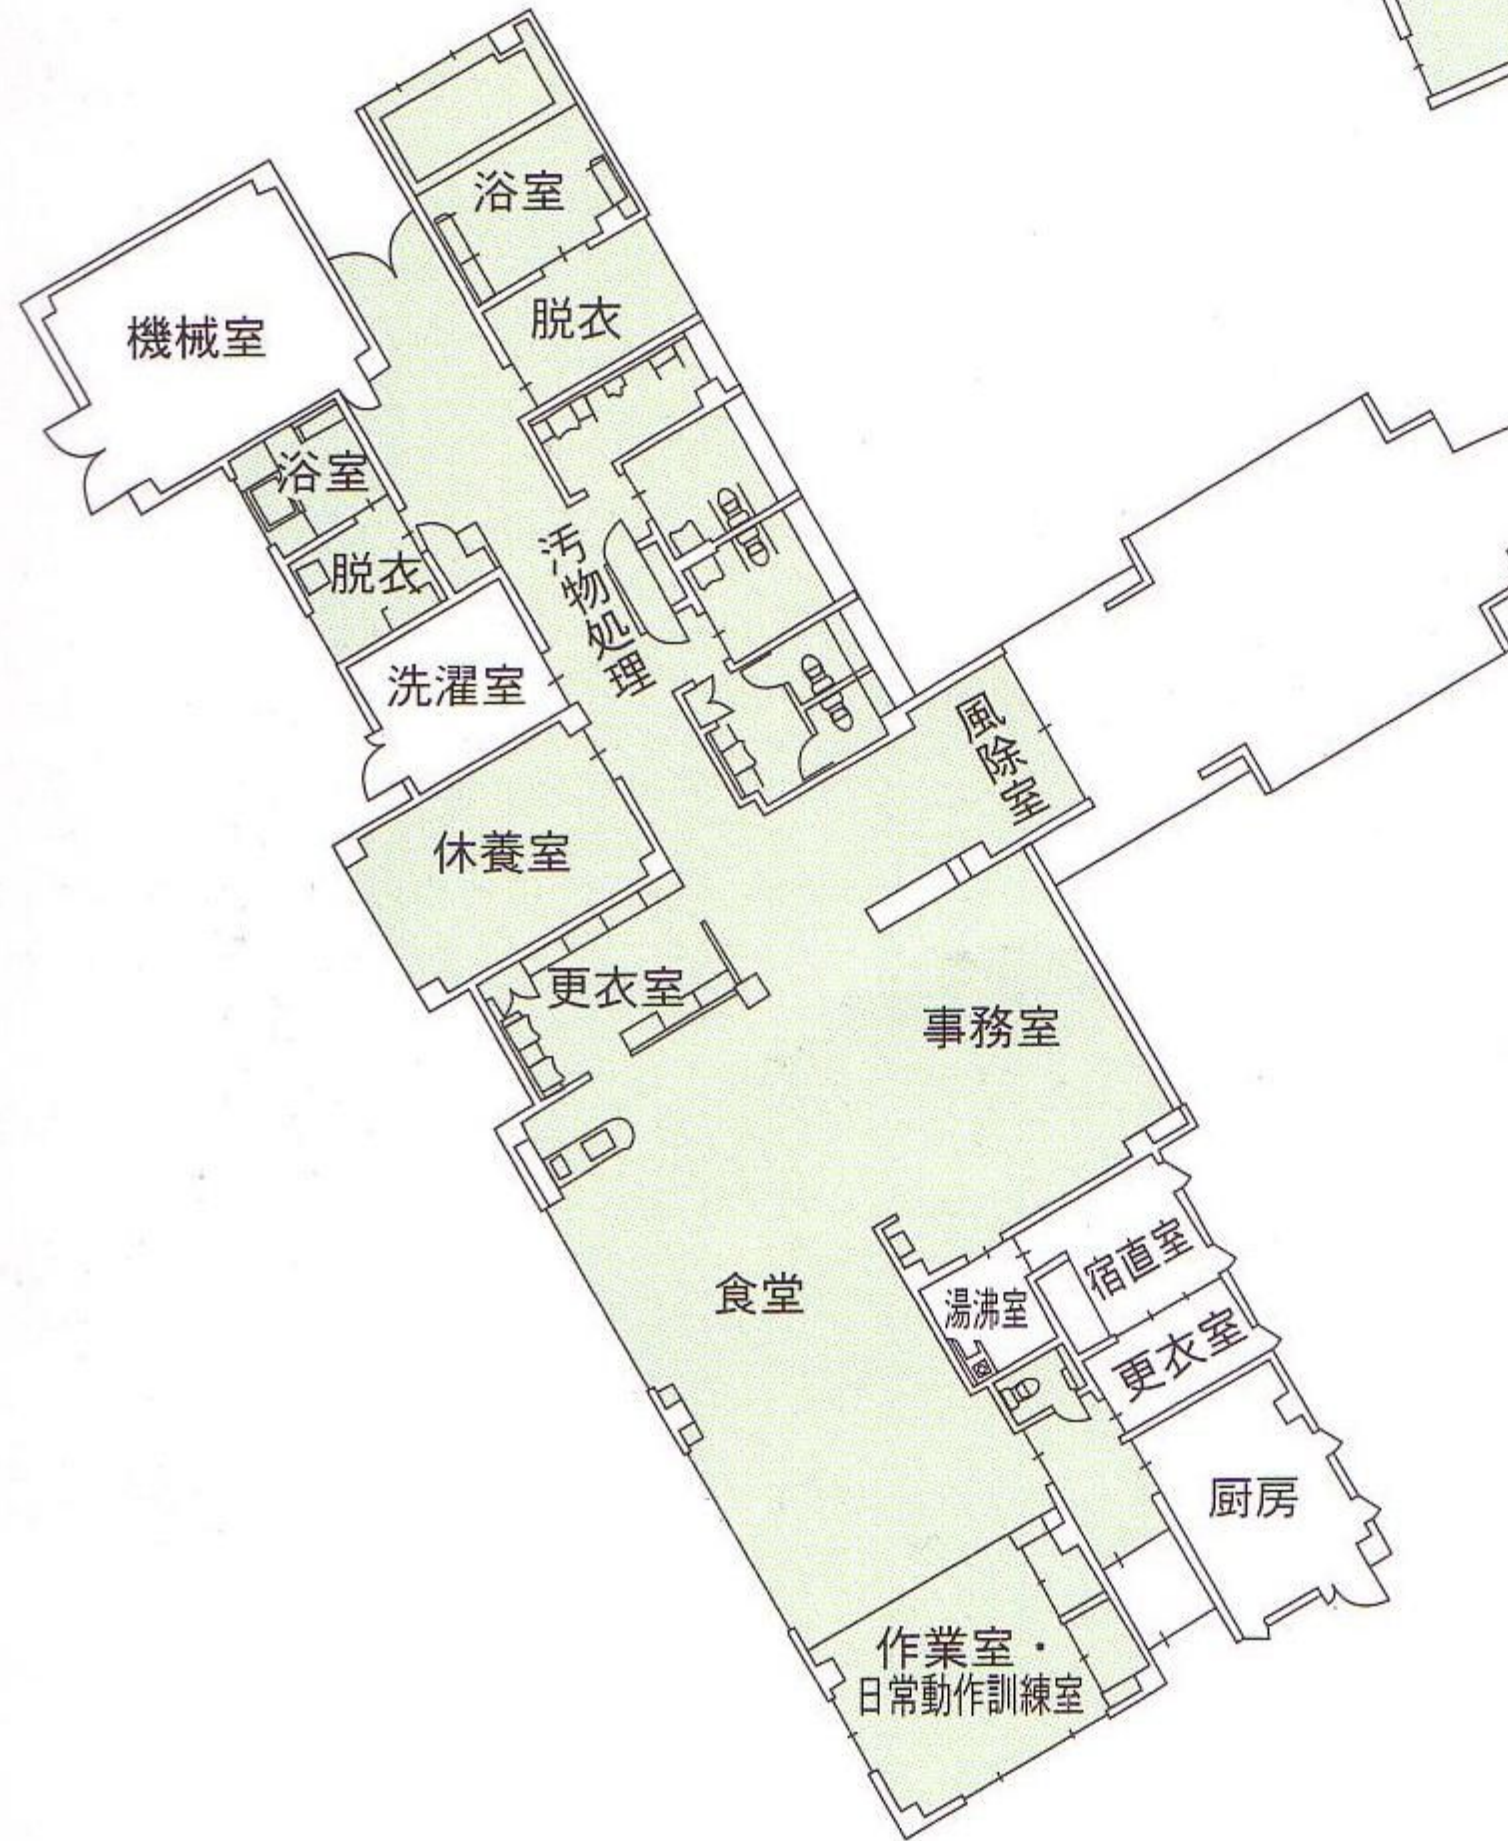 浴室
機械室
脱衣
浴室
汚物処理
脱衣
洗濯室
風除室
休養室
更衣室
事務室
食堂
湯沸室
宿直室
更衣室
厨房
作業室・
日常動作訓練室